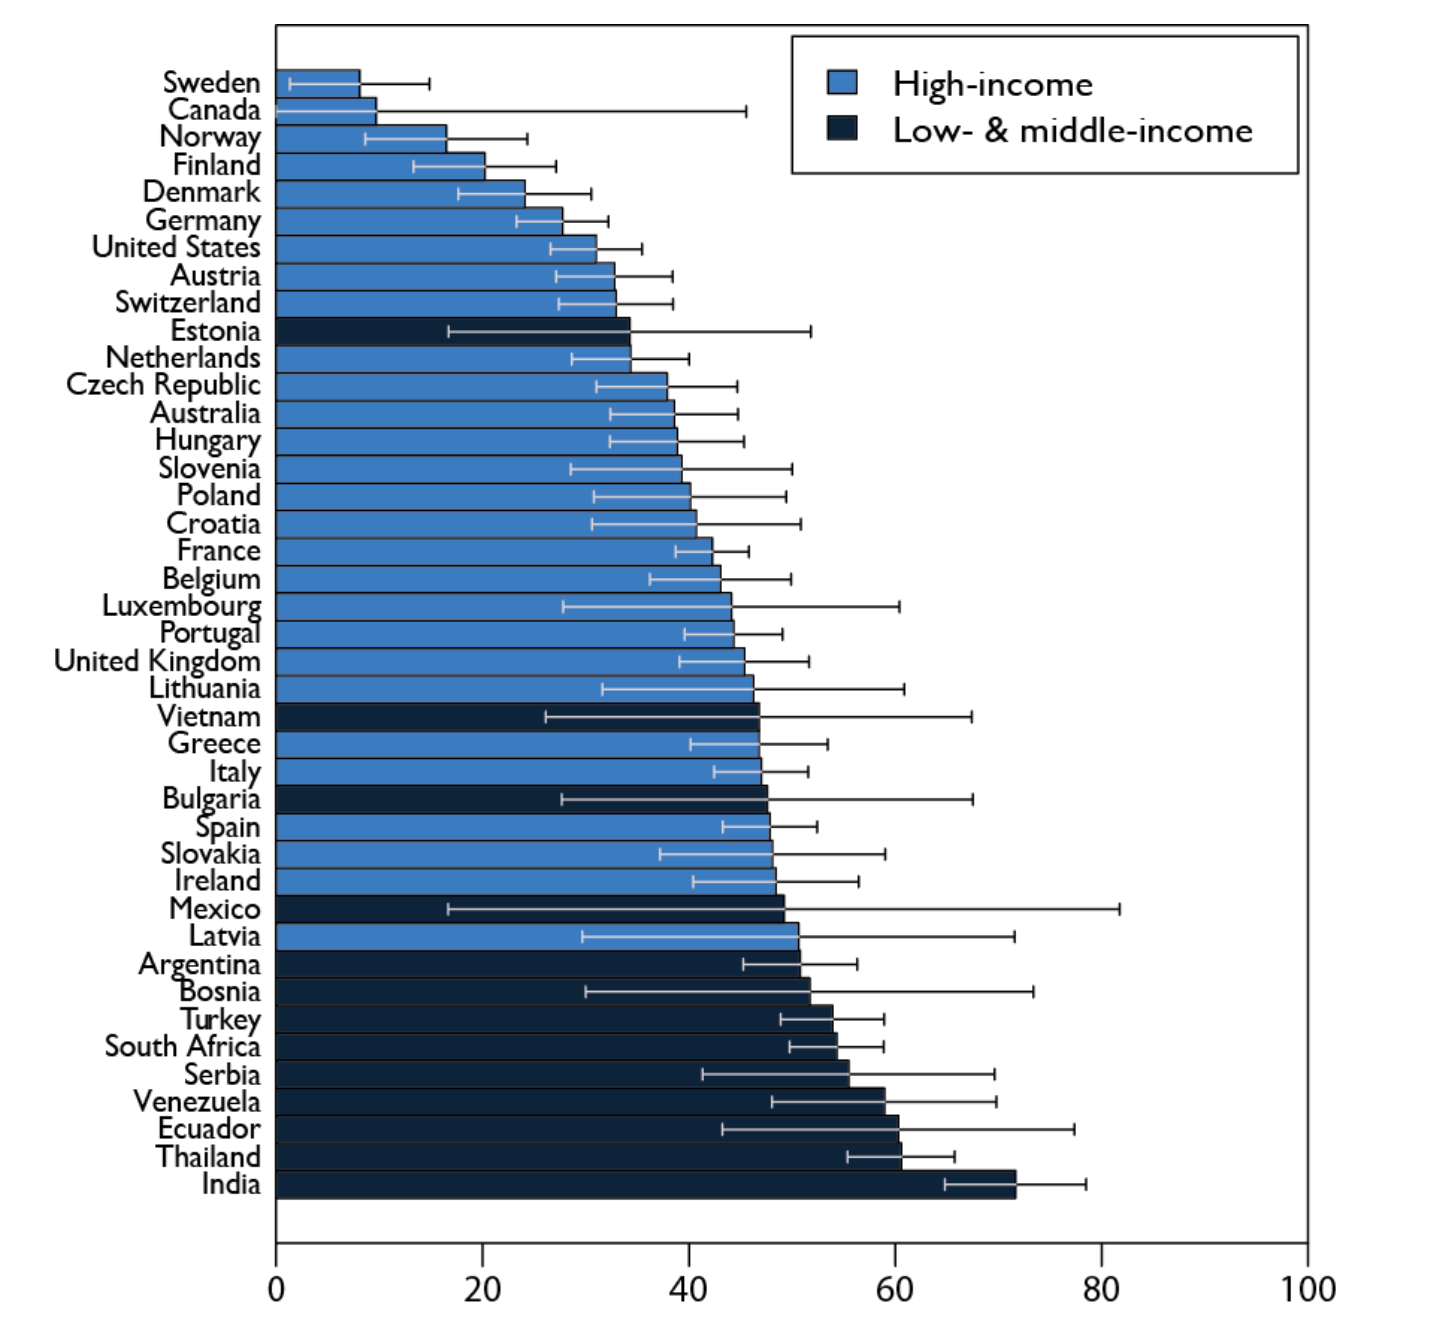 High-income
Low- & middle-income
Sweden
Canada
Norway
Finland
Denmark
Germany
United States
Austria
Switzerland
Estonia
Netherlands
Czech Republic
Australia
Hungary
Slovenia
Poland
Croatia
France
Belgium
Luxembourg
Portugal
United Kingdom
Lithuania
Vietnam
Greece
Italy
Bulgaria
Spain
Slovakia
Ireland
Mexico
Latvia
Argentina
Bosnia
Turkey
South Africa
Serbia
Venezuela
Ecuador
Thailand
India
0 20 40 60 80 100